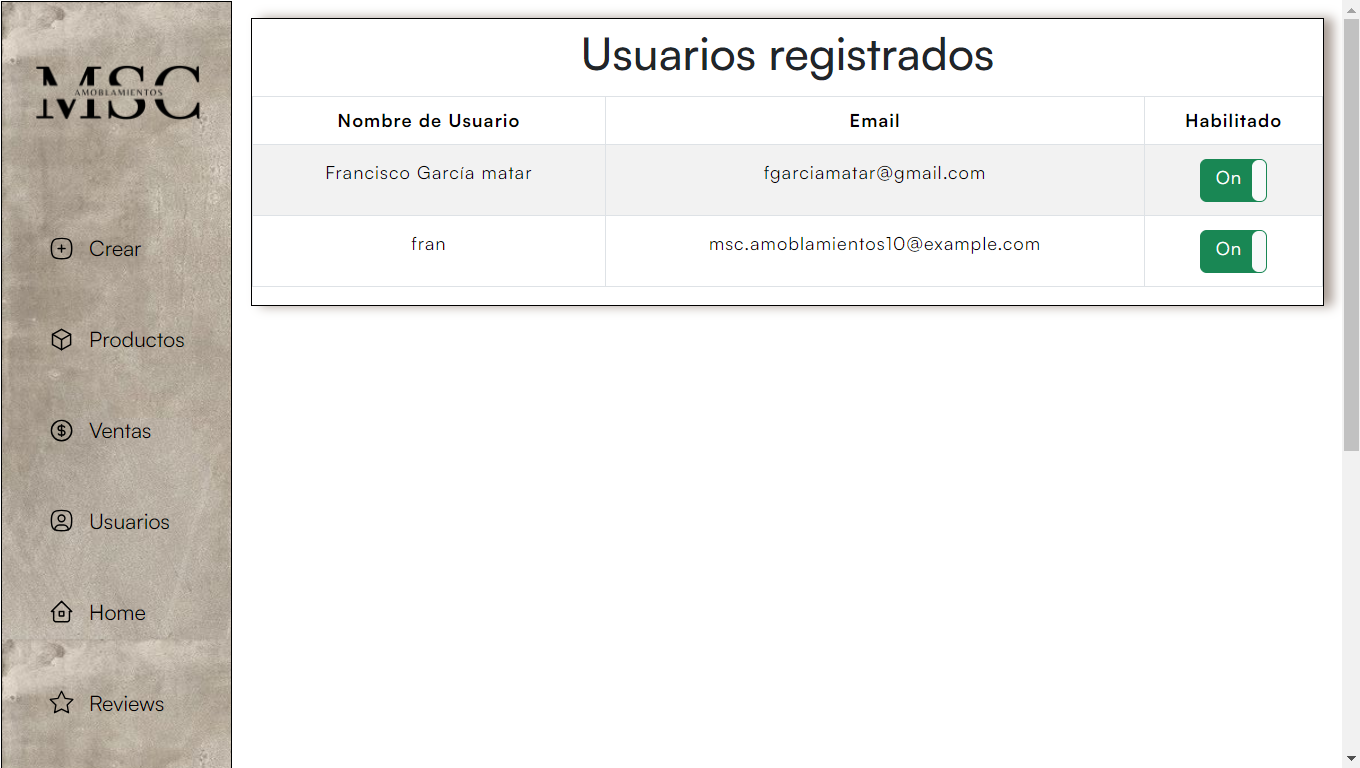 MSC
AMOBLAMIENTOS
Crear
Productos
Ventas
Usuarios
Home
Reviews
Usuarios registrados
Nombre de Usuario Email Habilitado
Francisco García matar fgarciamatar@gmail.com On
fran msc.amoblamientos10@example.com On